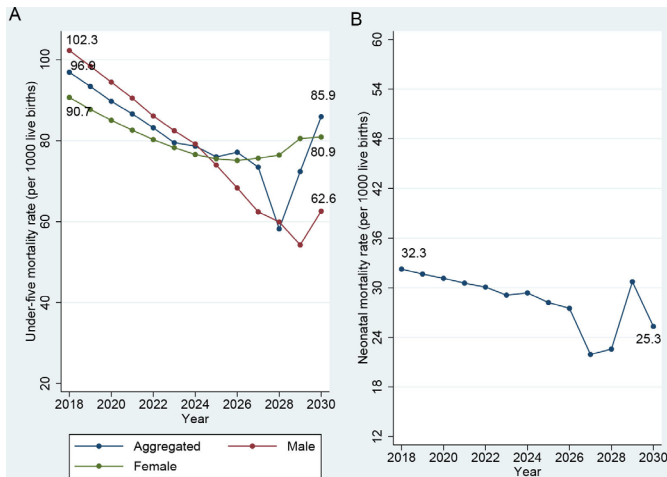 A
Under-five mortality rate (per 1000 live births)
100
80
60
40
20
102.3
96.9
90.7
85.9
80.9
62.6
2018 2020 2022 2024 2026 2028 2030
Year
Aggregated Male
Female
B
Neonatal mortality rate (per 1000 live births)
60
54
48
42
36
30
24
18
12
32.3
25.3
2018 2020 2022 2024 2026 2028 2030
Year